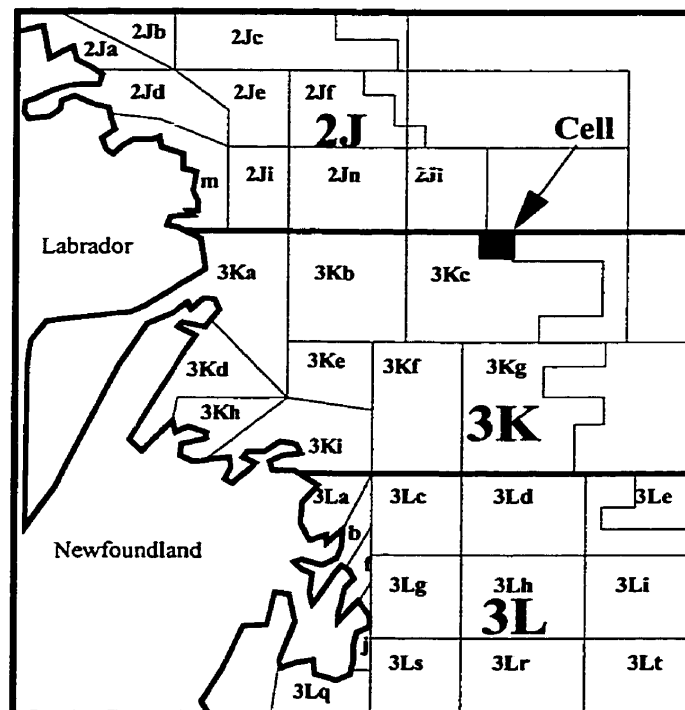 2Jb
2Jc
2Ja
2Jd
2Je
2Jf
2J
Cell
m
2Ji
2Jn
2Ji
Labrador
3Ka
3Kb
3Kc
3Kd
3Ke
3Kf
3Kg
3Kh
3K
3Ki
3La
3Lc
3Ld
3Le
b
Newfoundland
f
3Lg
3Lh
3Li
3L
j
3Ls
3Lr
3Lt
3Lq